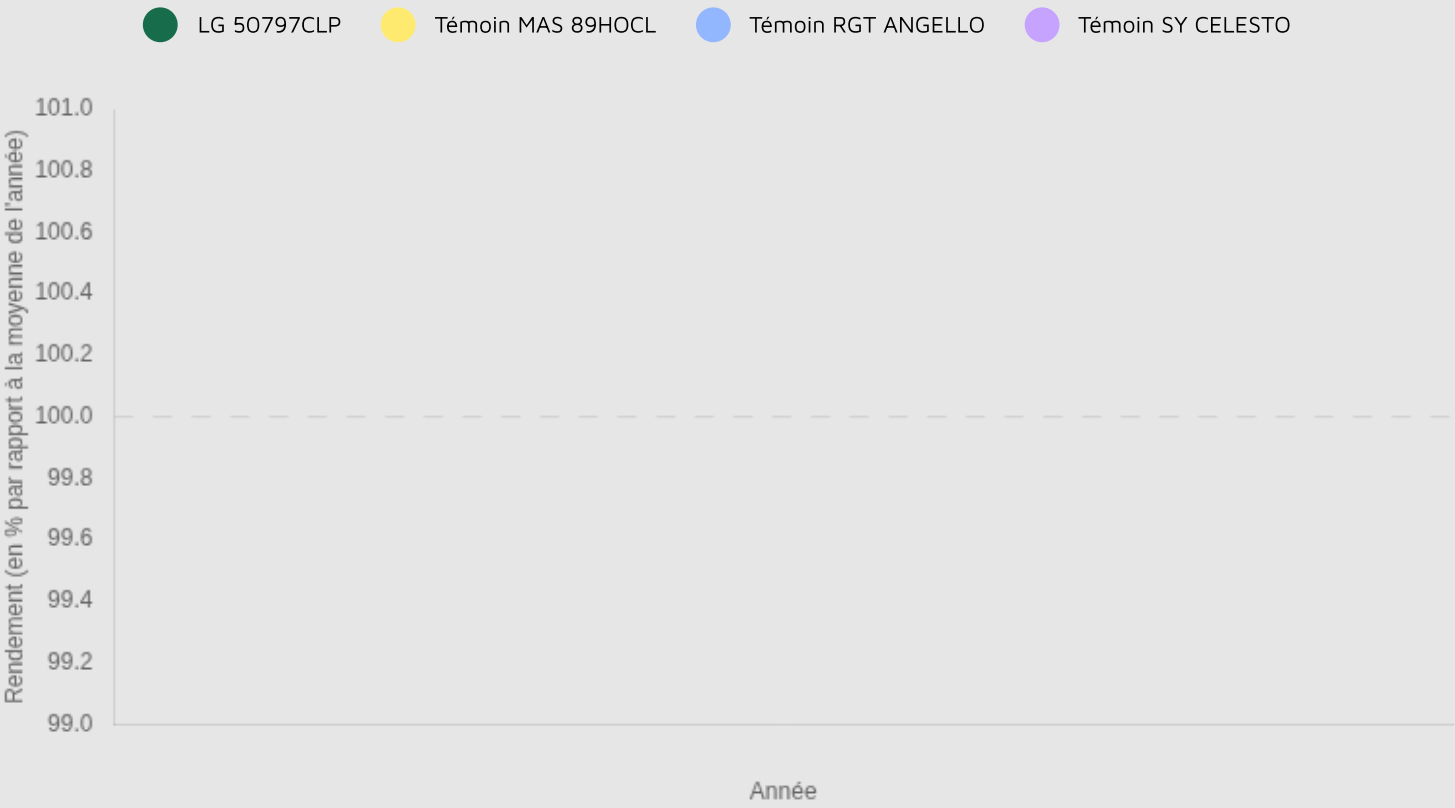 LG 50797CLP
Témoin MAS 89HOCL
Témoin RGT ANGELLO
Témoin SY CELESTO
Rendement (en % par rapport à la moyenne de l'année)
101.0
100.8
100.6
100.4
100.2
100.0
99.8
99.6
99.4
99.2
99.0
Année